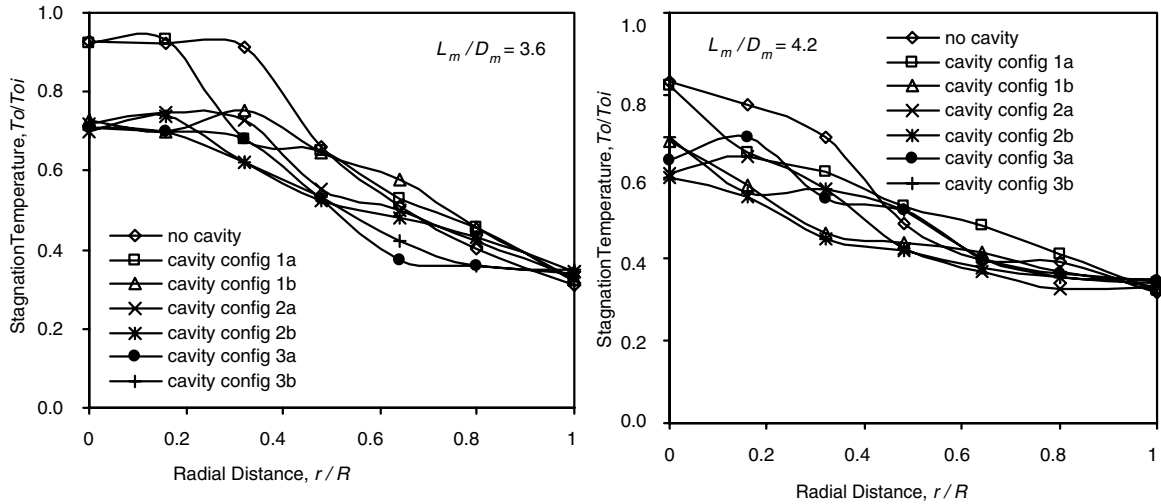 1.0
0.8
0.6
0.4
0.2
0.0
StagnationTemperature, To/Toi
L_m / D_m = 3.6
no cavity
cavity config 1a
cavity config 1b
cavity config 2a
cavity config 2b
cavity config 3a
cavity config 3b
0 0.2 0.4 0.6 0.8 1
Radial Distance, r / R
1.0
0.8
0.6
0.4
0.2
0.0
StagnationTemperature, To/Toi
L_m / D_m = 4.2
no cavity
cavity config 1a
cavity config 1b
cavity config 2a
cavity config 2b
cavity config 3a
cavity config 3b
0 0.2 0.4 0.6 0.8 1
Radial Distance, r / R